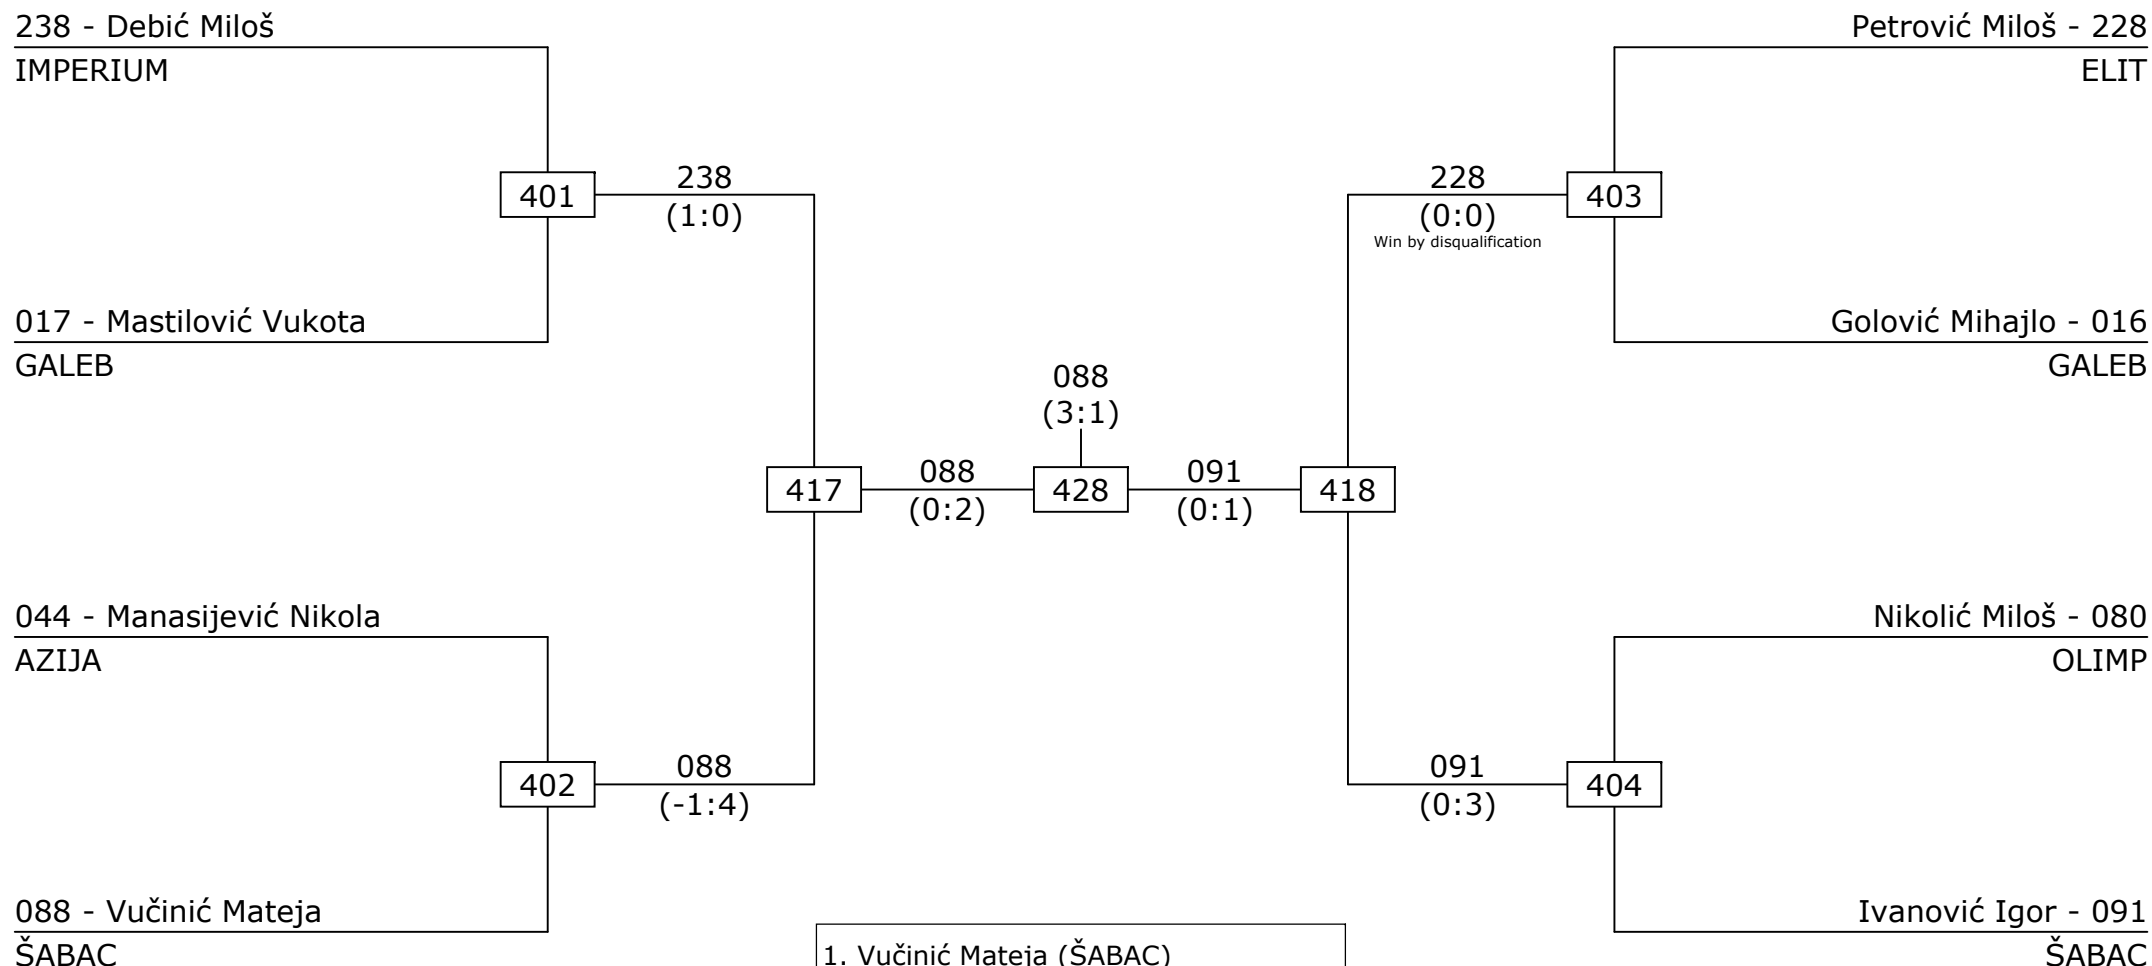 238 - Debić Miloš
IMPERIUM
Petrović Miloš - 228
ELIT
401
238
(1:0)
228
(0:0)
Win by disqualification
403
017 - Mastilović Vukota
GALEB
Golović Mihajlo - 016
GALEB
088
(3:1)
417
088
(0:2)
428
091
(0:1)
418
044 - Manasijević Nikola
AZIJA
Nikolić Miloš - 080
OLIMP
402
088
(-1:4)
091
(0:3)
404
088 - Vučinić Mateja
ŠABAC
Ivanović Igor - 091
ŠABAC
1. Vučinić Mateja (ŠABAC)